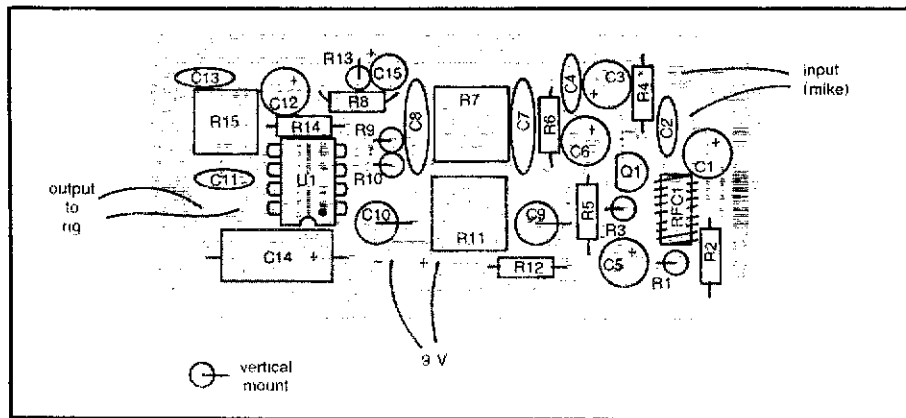 R13
+
C15
C13
+
C12
R8
C4
C3
+
R4
input
(mike)
R15
R14
C8
R7
C7
R6
C2
R9
+
C6
+
C1
U1
R10
Q1
C11
output
to
rig
C10
R11
C9
R5
R3
RFC1
R2
C14
+
-
+
R12
+
C5
R1
9 V
vertical
mount